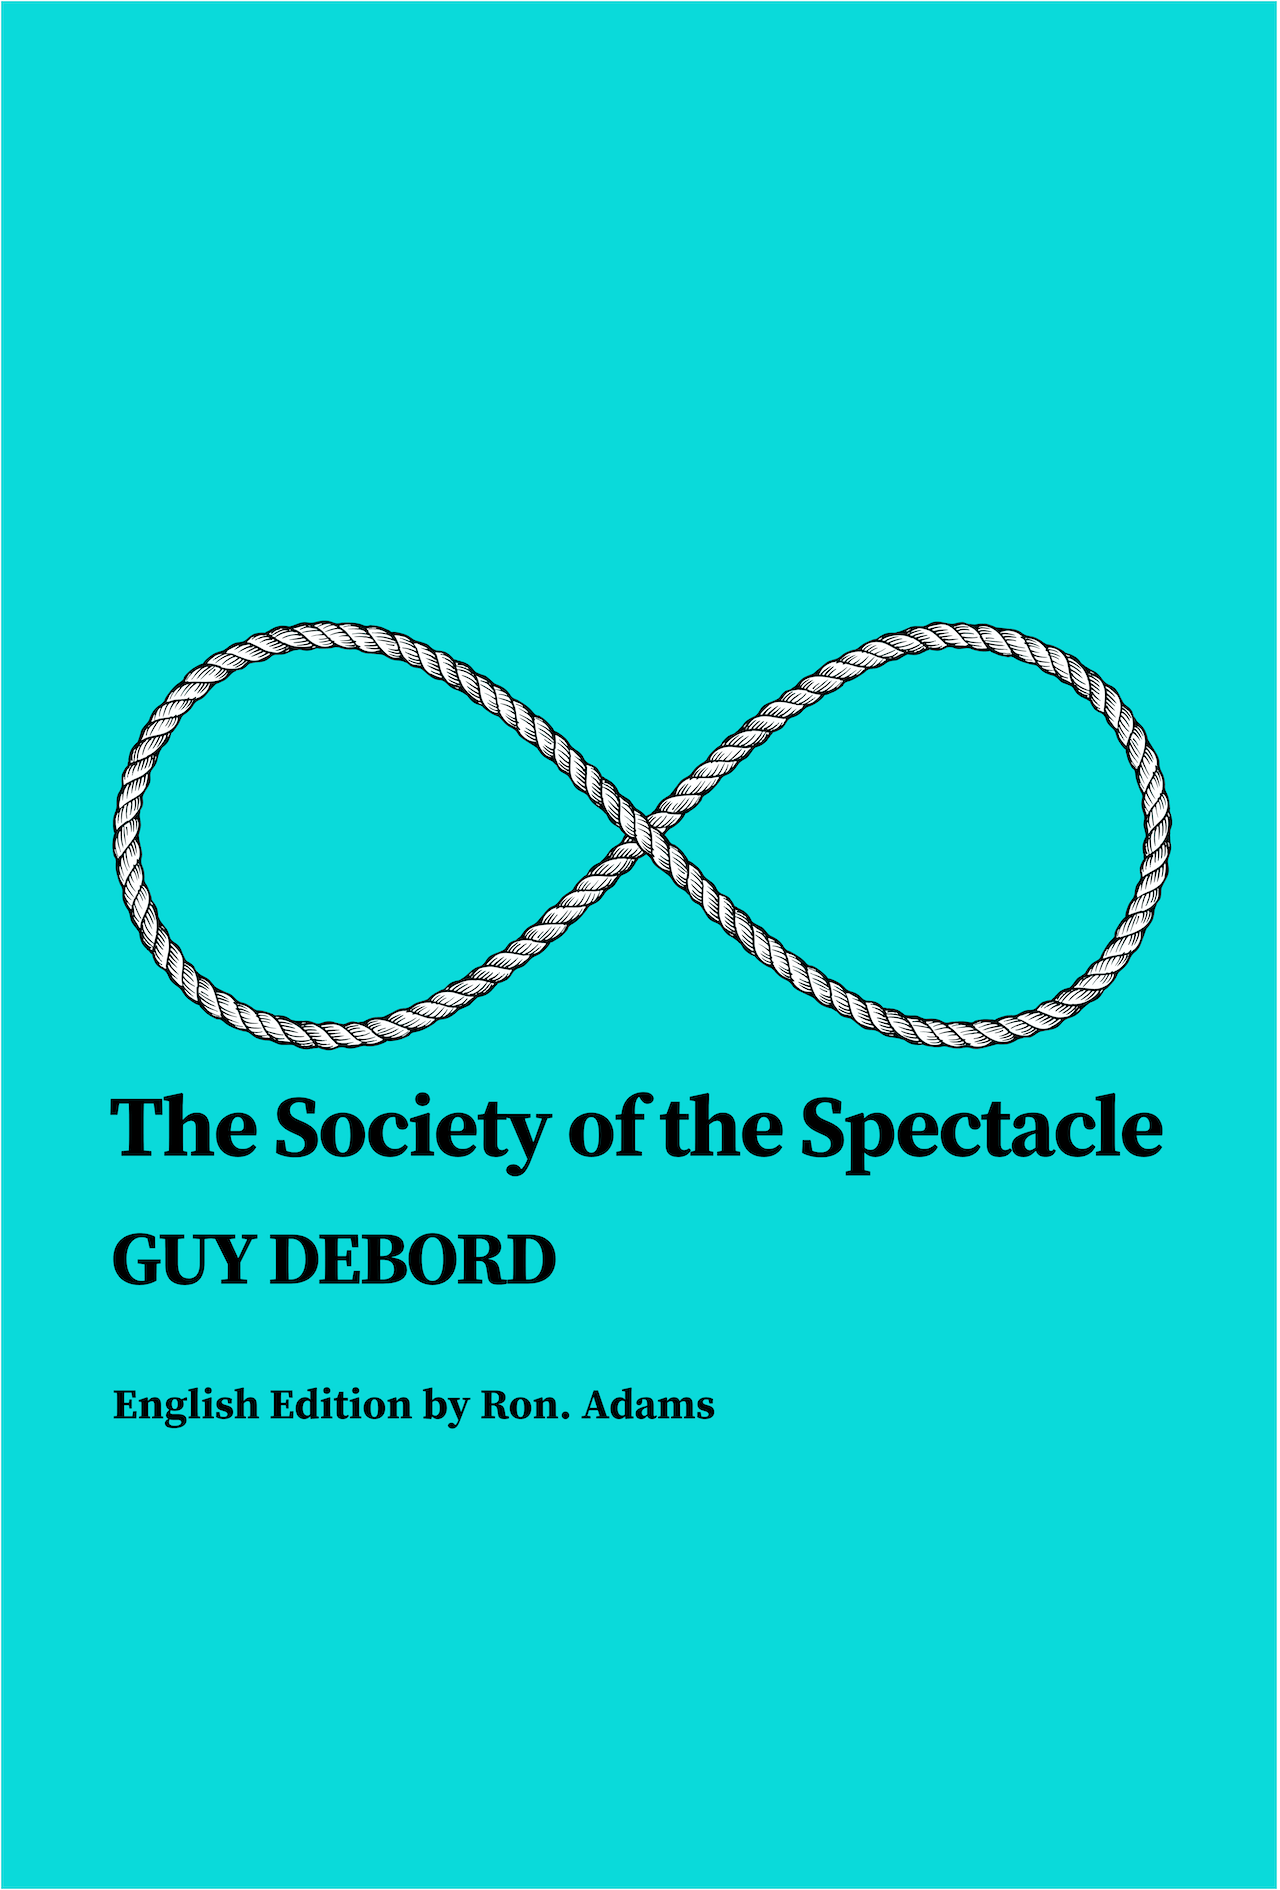 The Society of the Spectacle
GUY DEBORD
English Edition by Ron. Adams